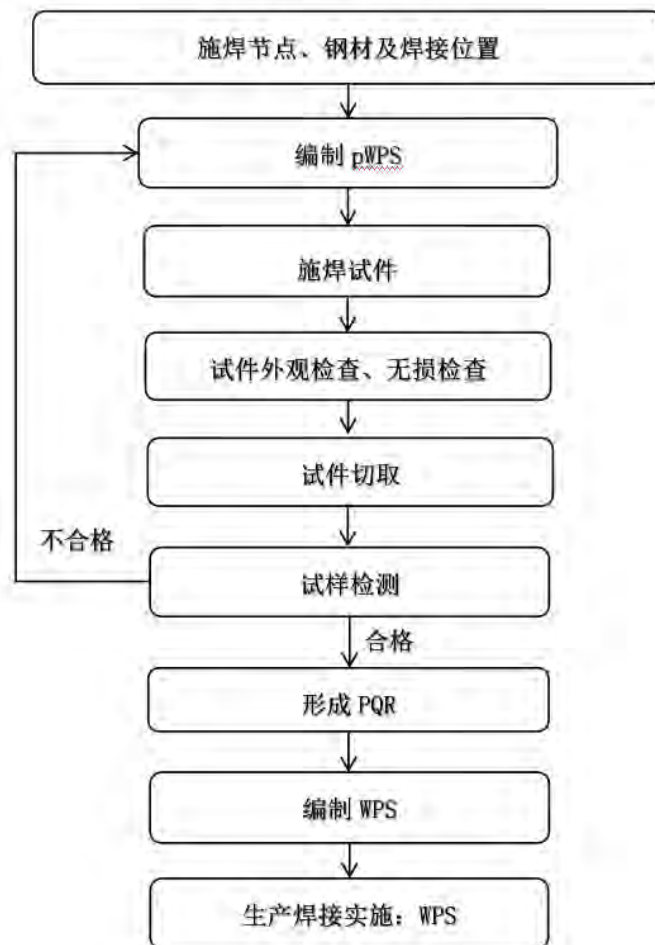 施焊节点、钢材及焊接位置
编制 pWPS
施焊试件
试件外观检查、无损检查
试件切取
不合格
试样检测
合格
形成 PQR
编制 WPS
生产焊接实施：WPS